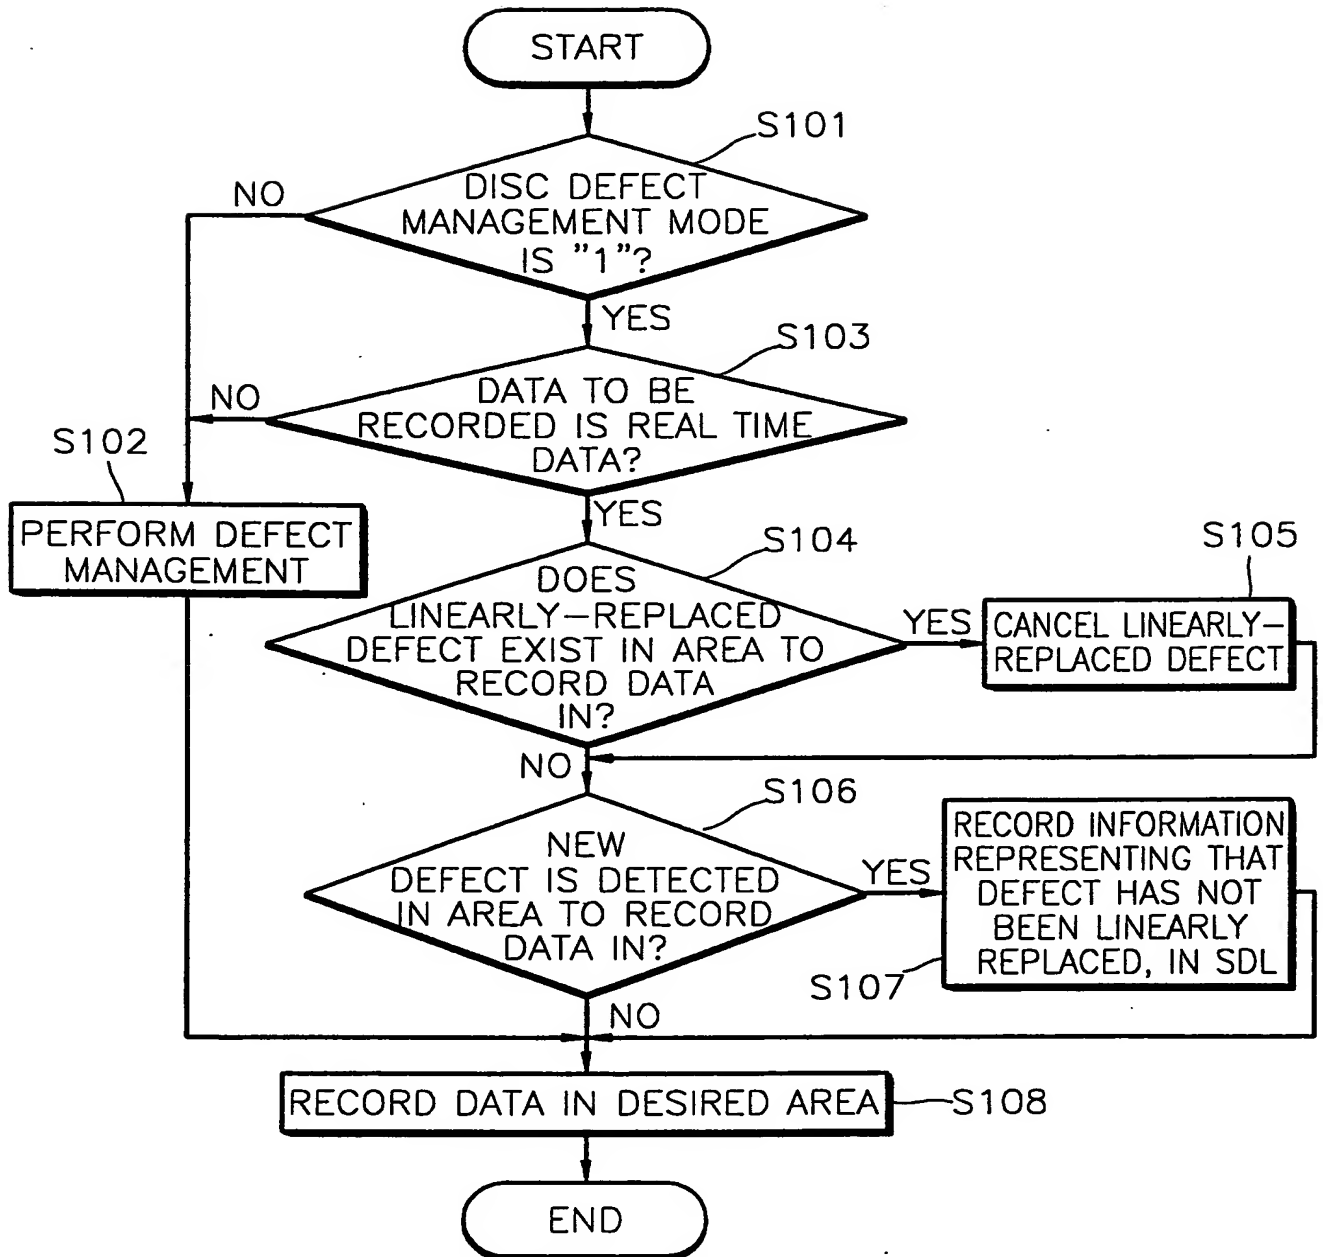 START
S101
DISC DEFECT
MANAGEMENT MODE
IS "1"?
NO
YES
S103
DATA TO BE
RECORDED IS REAL TIME
DATA?
NO
S102
PERFORM DEFECT
MANAGEMENT
YES
S104
DOES
LINEARLY-REPLACED
DEFECT EXIST IN AREA TO
RECORD DATA
IN?
YES
S105
CANCEL LINEARLY-
REPLACED DEFECT
NO
S106
NEW
DEFECT IS DETECTED
IN AREA TO RECORD
DATA IN?
YES
RECORD INFORMATION
REPRESENTING THAT
DEFECT HAS NOT
BEEN LINEARLY
REPLACED, IN SDL
S107
NO
RECORD DATA IN DESIRED AREA
S108
END